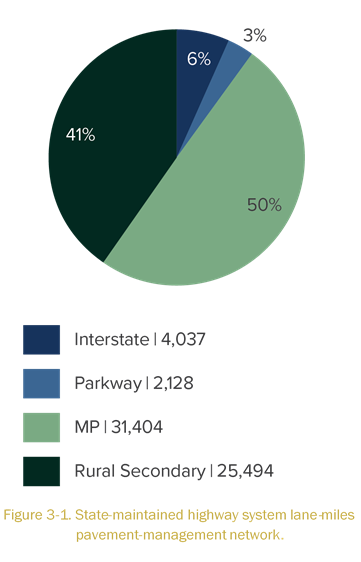 3%
6%
41%
50%
Interstate | 4,037
Parkway | 2,128
MP | 31,404
Rural Secondary | 25,494
Figure 3-1. State-maintained highway system lane-miles
pavement-management network.